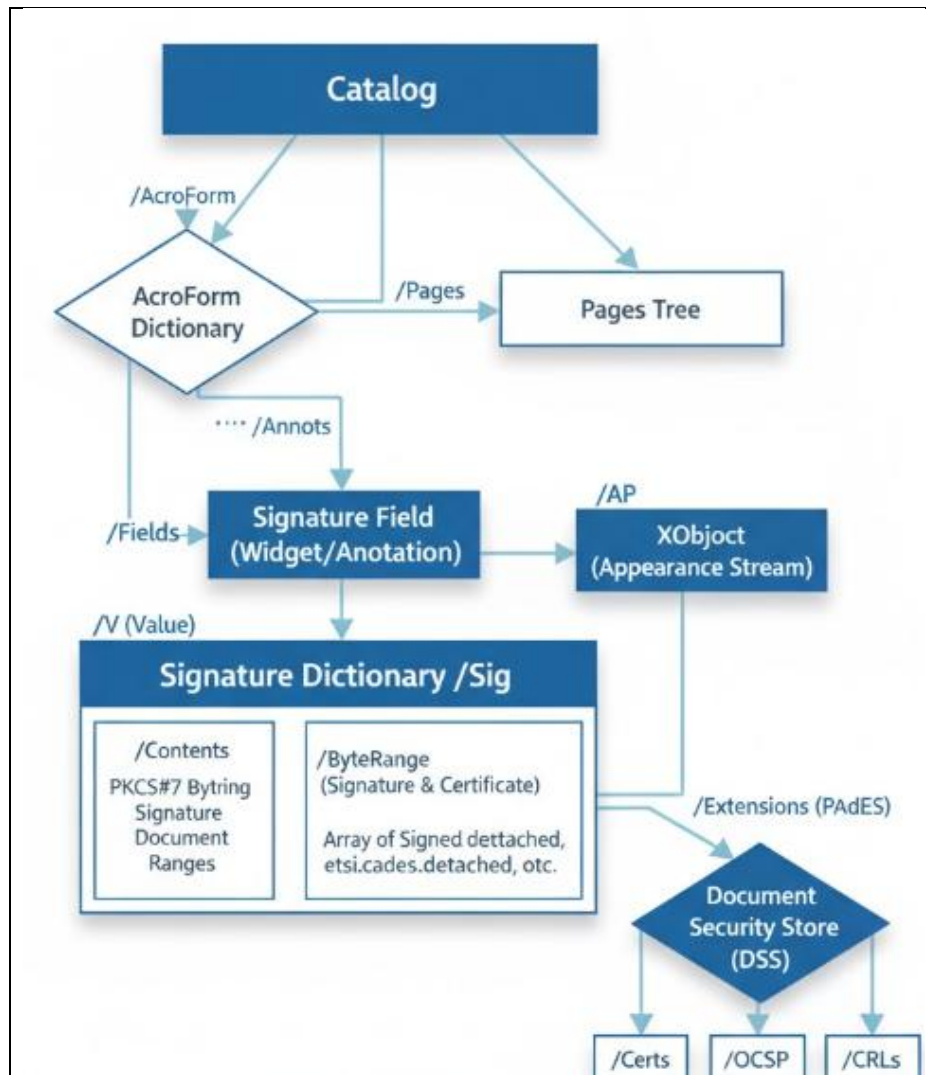 Catalog
/AcroForm
AcroForm
Dictionary
/Pages
Pages Tree
···· /Annots
/Fields
Signature Field
(Widget/Anotation)
/AP
XObjoct
(Appearance Stream)
/V (Value)
Signature Dictionary /Sig
/Contents
PKCS#7 Bytring
Signature
Document
Ranges
/ByteRange
(Signature & Certificate)
Array of Signed dettached,
etsi.cades.detached, otc.
/Extensions (PAdES)
Document
Security Store
(DSS)
/Certs
/OCSP
/CRLs